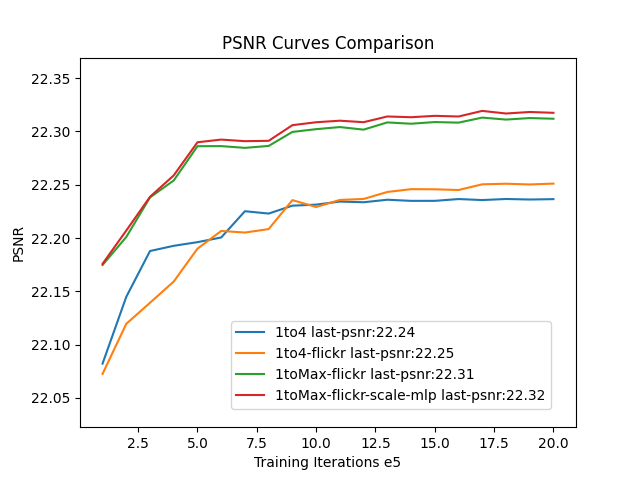 PSNR Curves Comparison
22.35
22.30
22.25
22.20
22.15
22.10
22.05
PSNR
1to4 last-psnr:22.24
1to4-flickr last-psnr:22.25
1toMax-flickr last-psnr:22.31
1toMax-flickr-scale-mlp last-psnr:22.32
2.5 5.0 7.5 10.0 12.5 15.0 17.5 20.0
Training Iterations e5